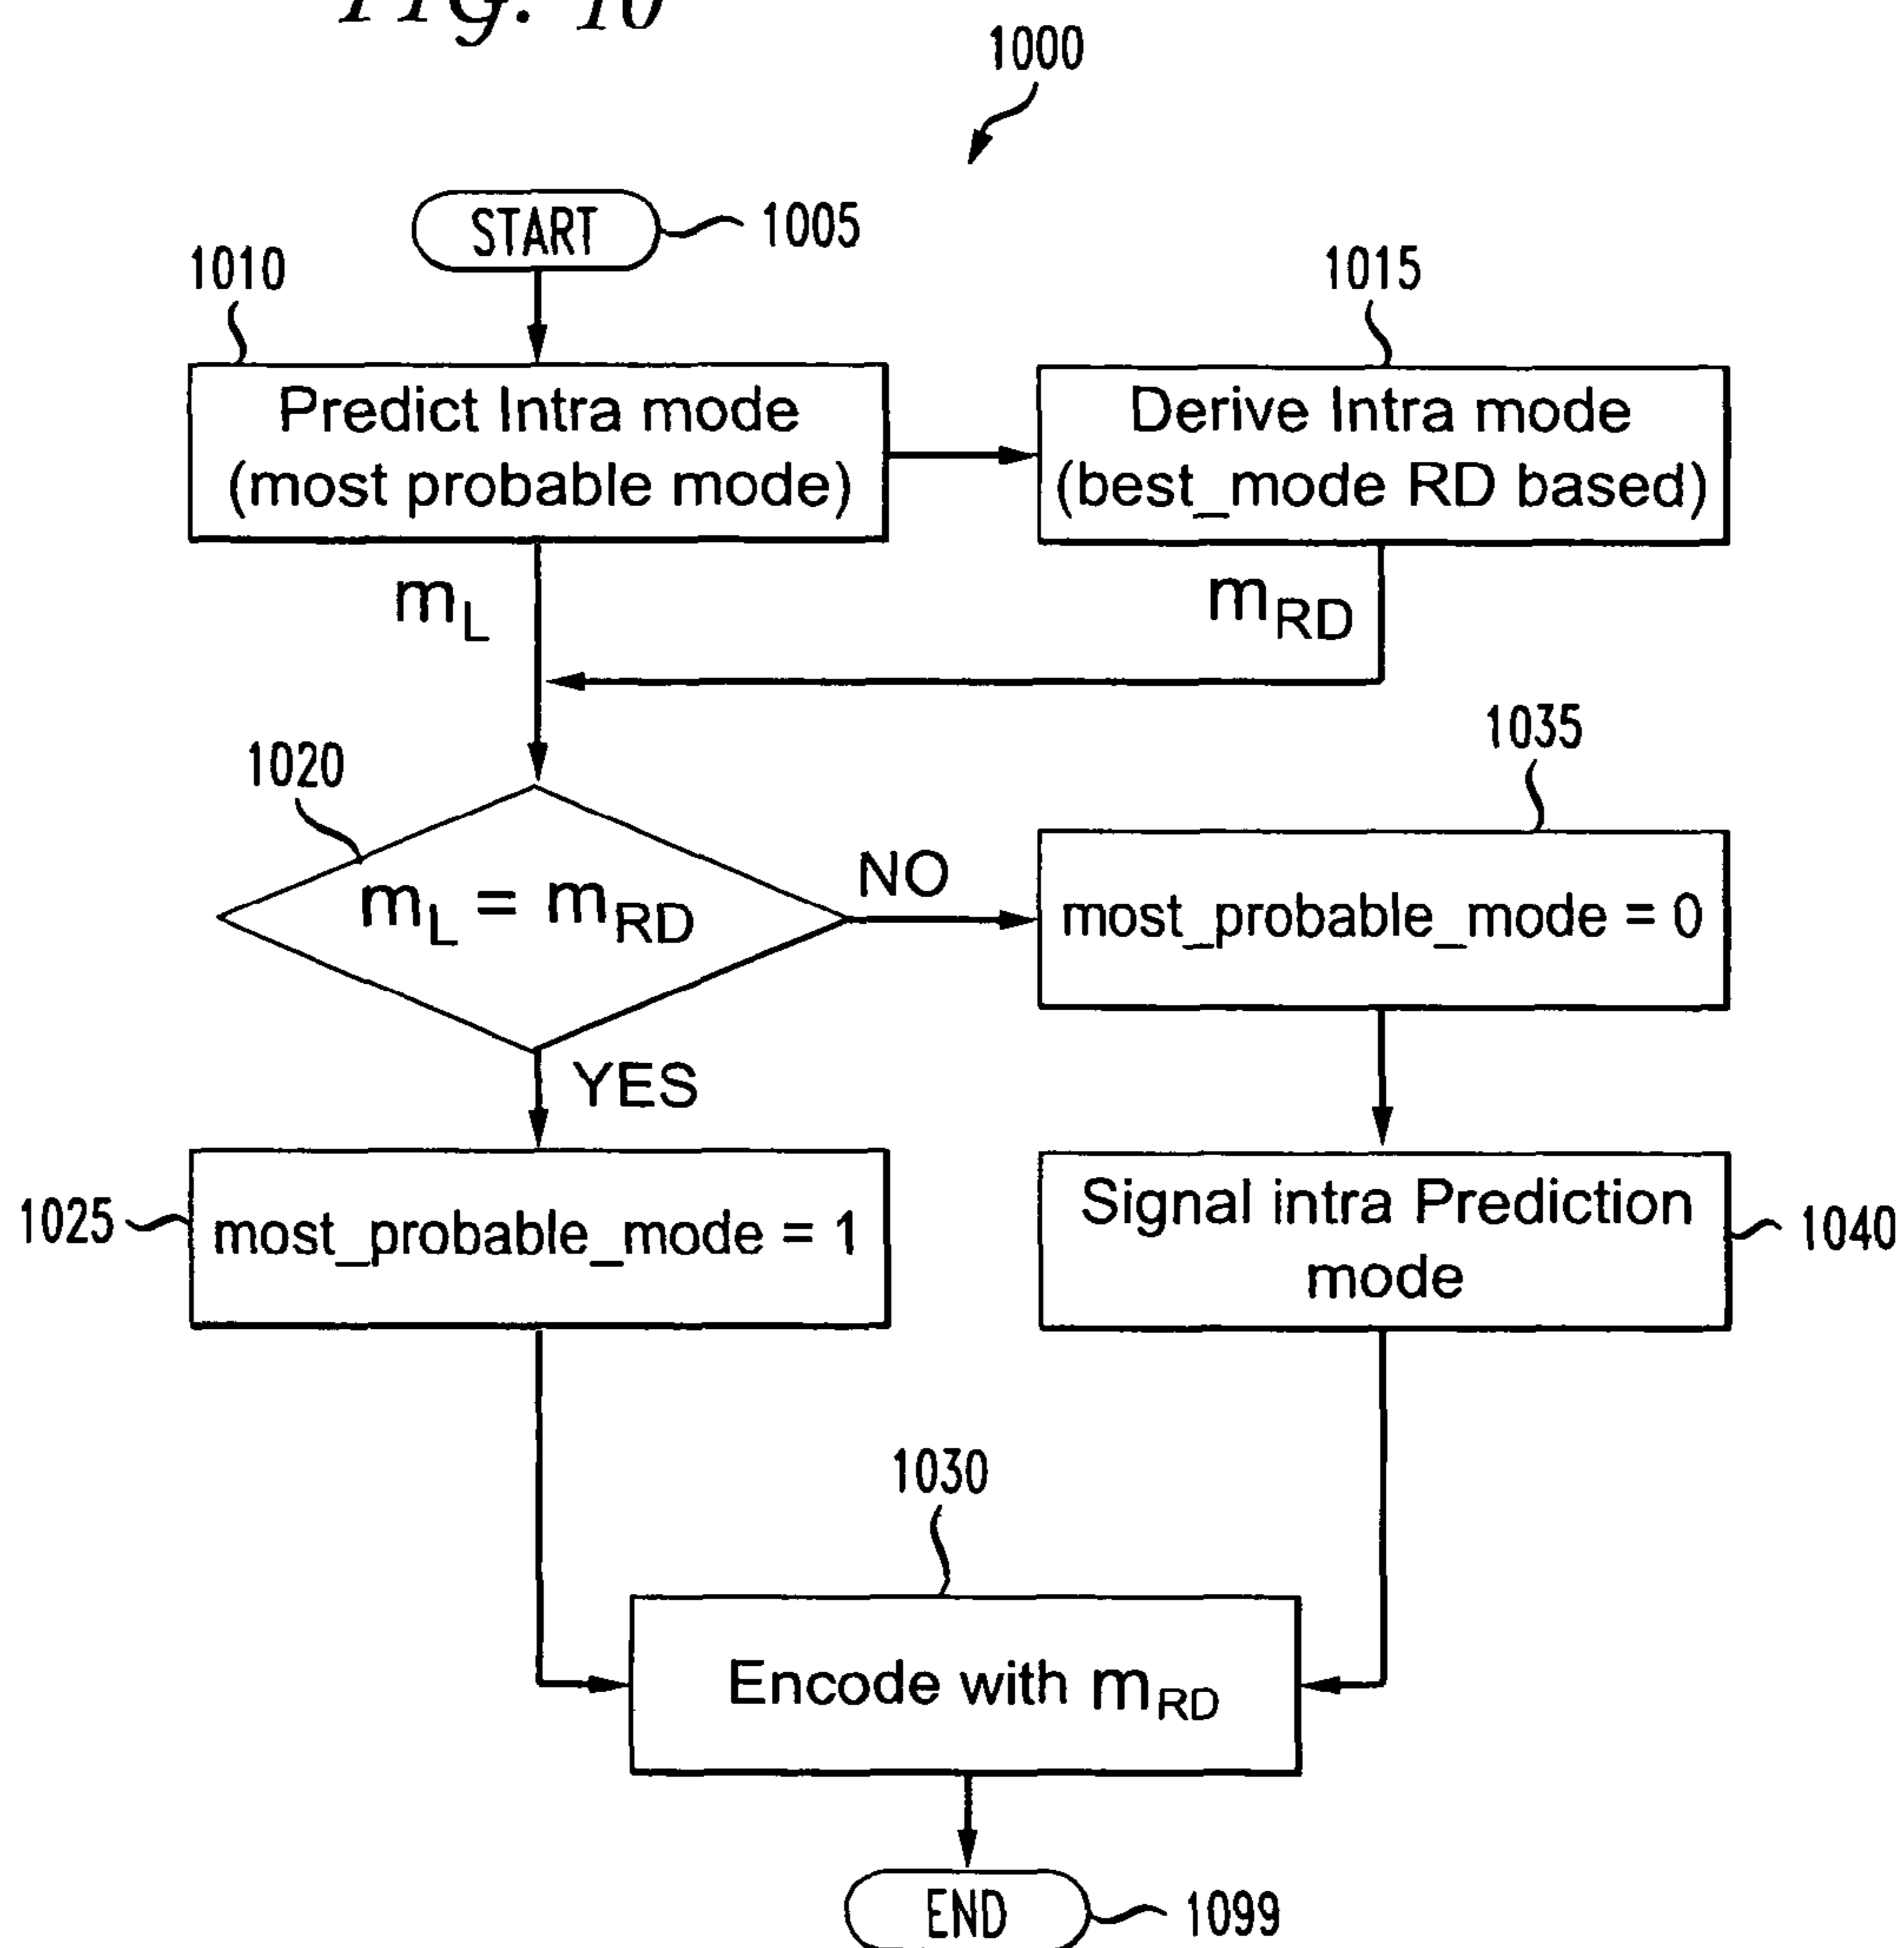 FIG. 10
1000
START
1005
1010
1015
Predict Intra mode
(most probable mode)
Derive Intra mode
(best_mode RD based)
mL
mRD
1020
1035
mL = mRD
NO
most_probable_mode = 0
YES
1025
most_probable_mode = 1
Signal intra Prediction
mode
1040
1030
Encode with mRD
END
1099